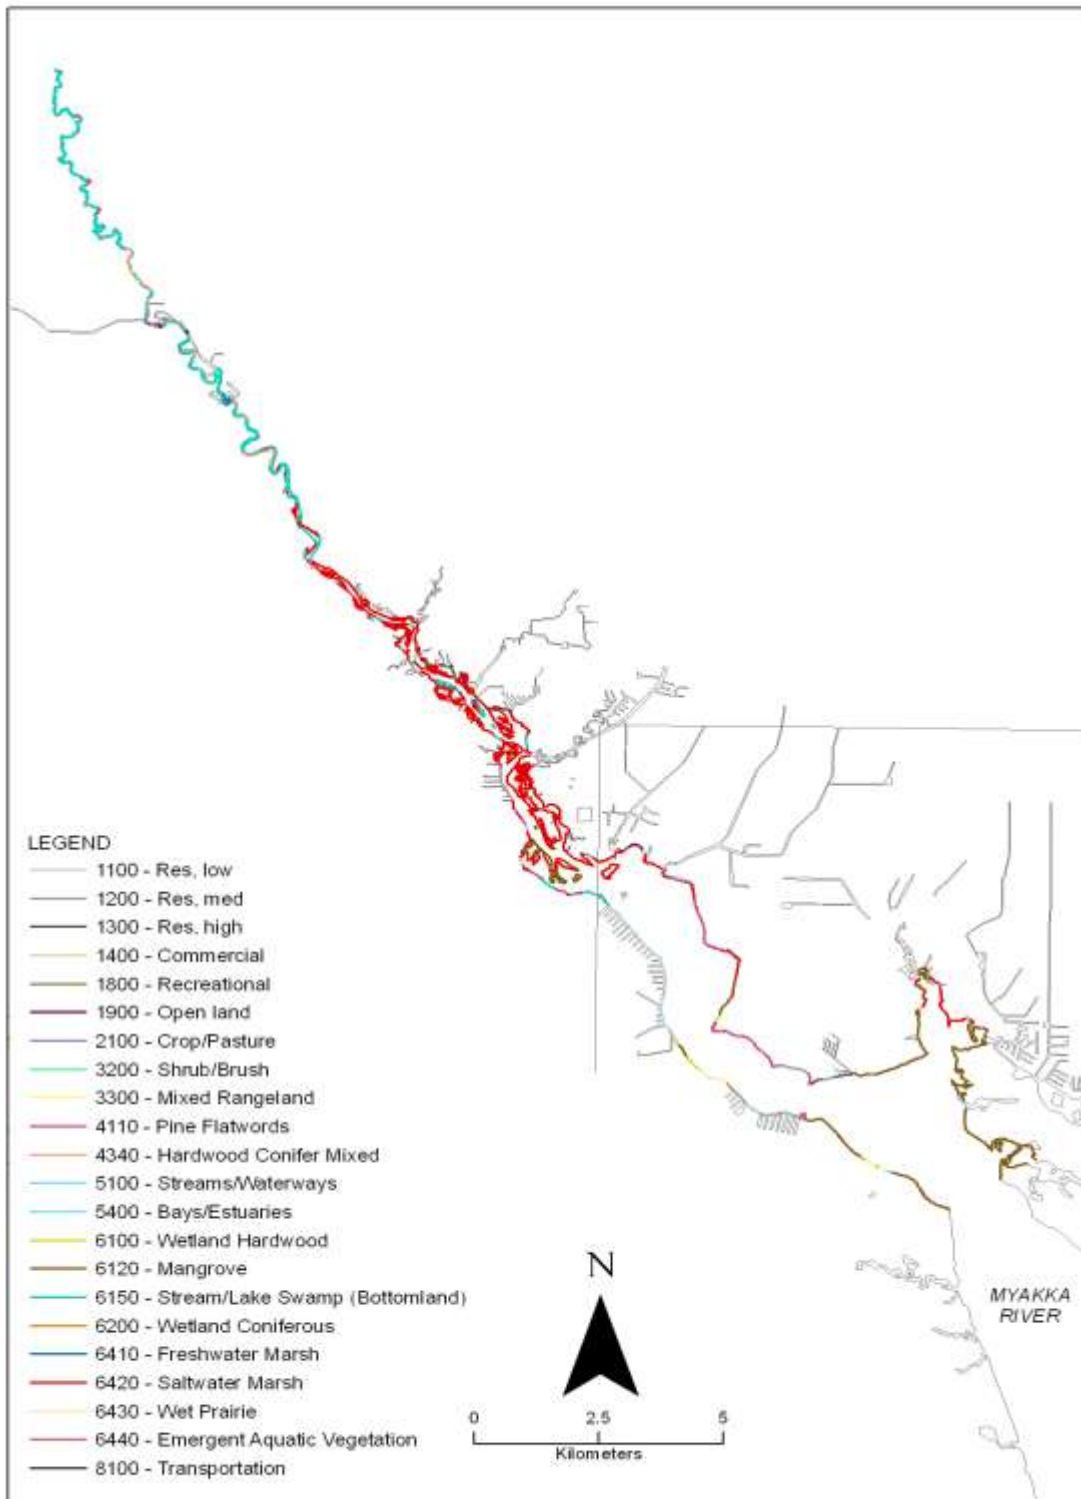 LEGEND
1100 - Res, low
1200 - Res, med
1300 - Res, high
1400 - Commercial
1800 - Recreational
1900 - Open land
2100 - Crop/Pasture
3200 - Shrub/Brush
3300 - Mixed Rangeland
4110 - Pine Flatwords
4340 - Hardwood Conifer Mixed
5100 - Streams/Waterways
5400 - Bays/Estuaries
6100 - Wetland Hardwood
6120 - Mangrove
6150 - Stream/Lake Swamp (Bottomland)
6200 - Wetland Coniferous
6410 - Freshwater Marsh
6420 - Saltwater Marsh
6430 - Wet Prairie
6440 - Emergent Aquatic Vegetation
8100 - Transportation
N
0 2.5 5
Kilometers
MYAKKA
RIVER